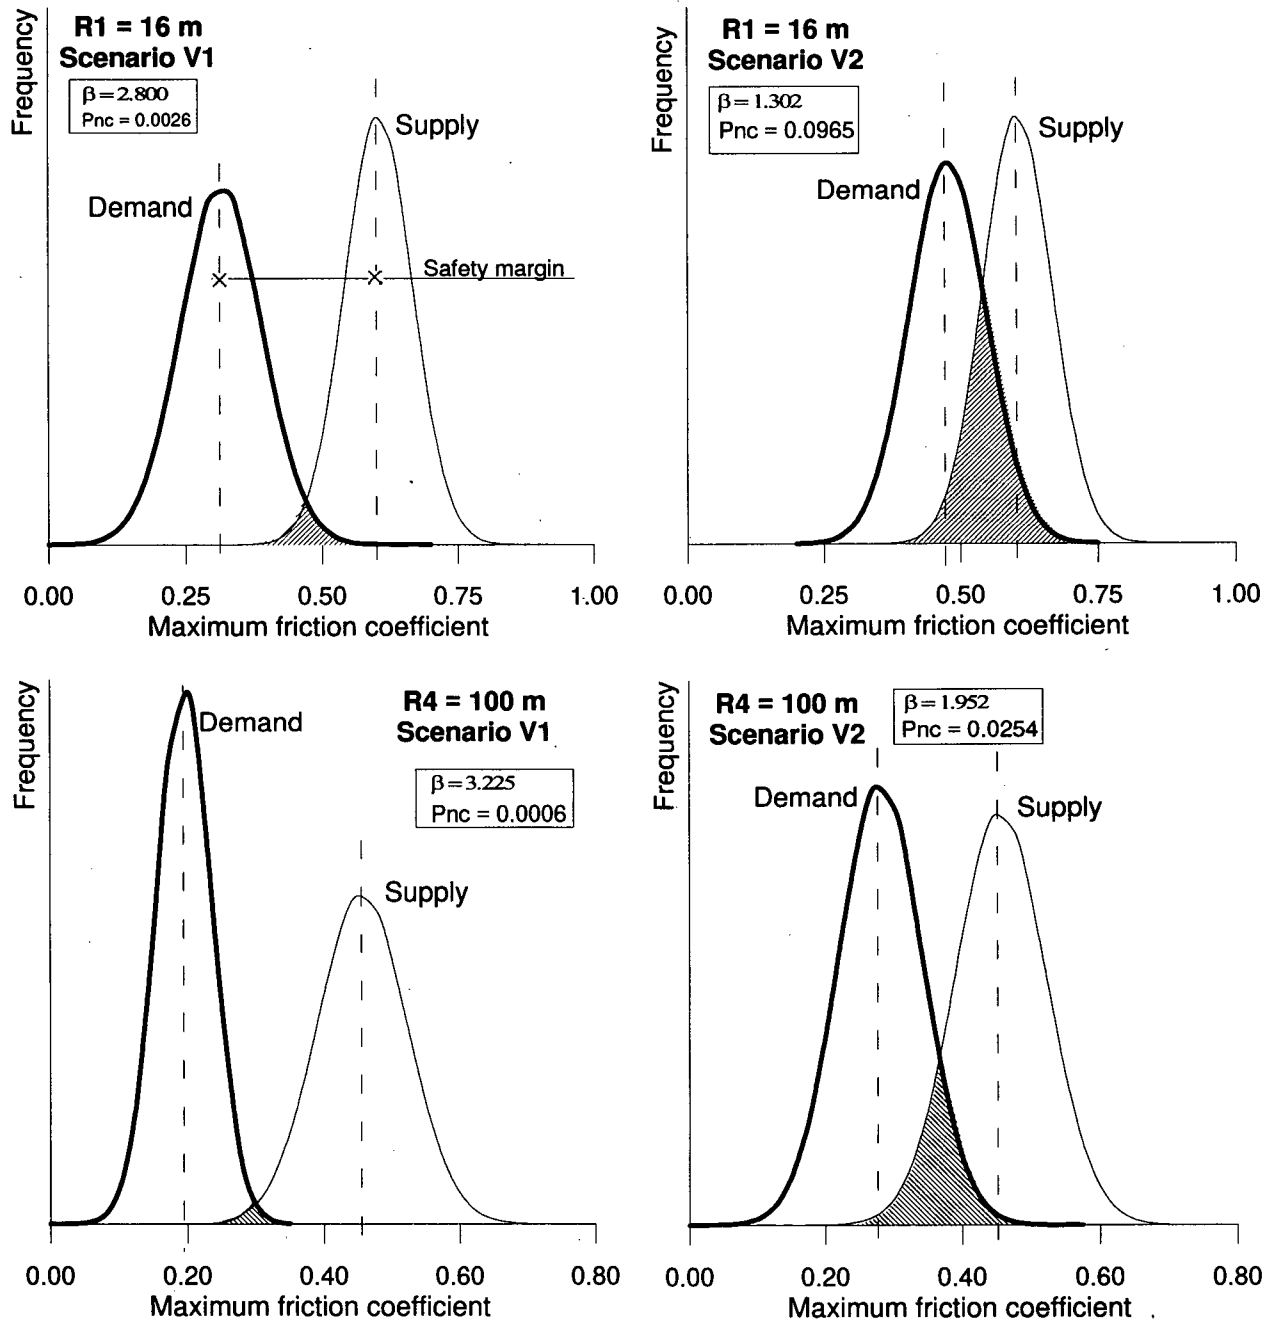 Frequency
R1 = 16 m
Scenario V1
β=2.800
Pnc = 0.0026
Supply
Demand
Safety margin
0.00 0.25 0.50 0.75 1.00
Maximum friction coefficient
Frequency
R1 = 16 m
Scenario V2
β=1.302
Pnc = 0.0965
Supply
Demand
0.00 0.25 0.50 0.75 1.00
Maximum friction coefficient
Frequency
R4 = 100 m
Scenario V1
β=3.225
Pnc = 0.0006
Demand
Supply
0.00 0.20 0.40 0.60 0.80
Maximum friction coefficient
Frequency
R4 = 100 m
Scenario V2
β=1.952
Pnc = 0.0254
Demand
Supply
0.00 0.20 0.40 0.60 0.80
Maximum friction coefficient